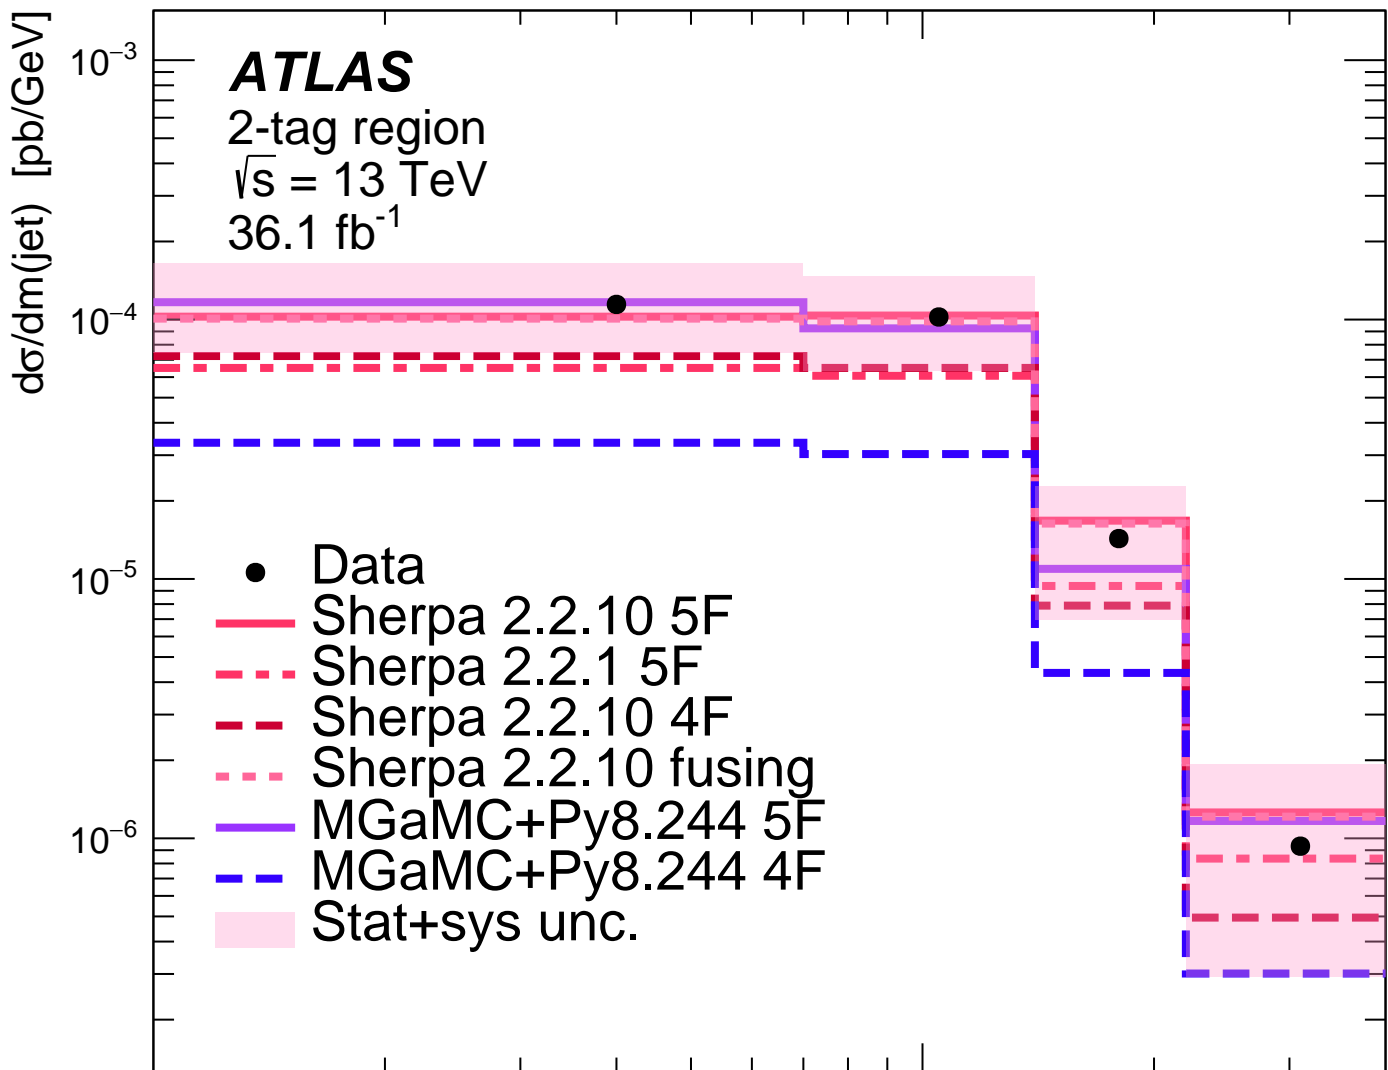 dσ/dm(jet) [pb/GeV]
10⁻³
10⁻⁴
10⁻⁵
10⁻⁶
ATLAS
2-tag region
√s = 13 TeV
36.1 fb⁻¹
Data
Sherpa 2.2.10 5F
Sherpa 2.2.1 5F
Sherpa 2.2.10 4F
Sherpa 2.2.10 fusing
MGaMC+Py8.244 5F
MGaMC+Py8.244 4F
Stat+sys unc.